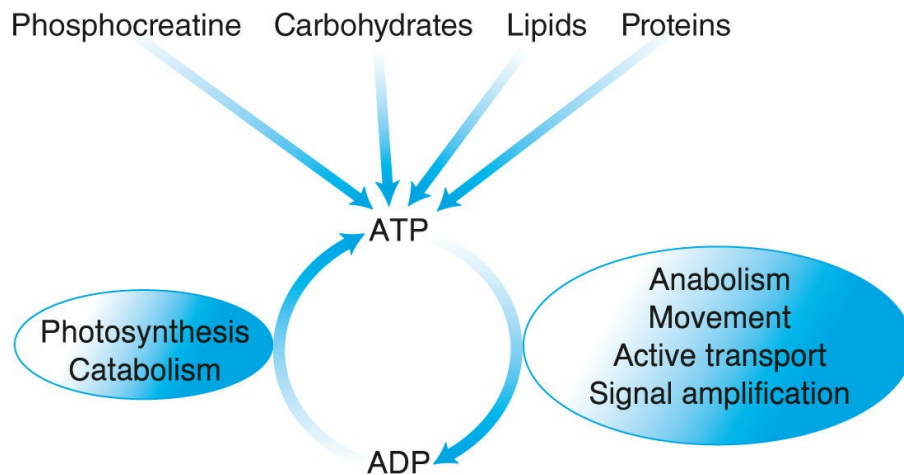 Phosphocreatine Carbohydrates Lipids Proteins
ATP
Photosynthesis
Catabolism
Anabolism
Movement
Active transport
Signal amplification
ADP